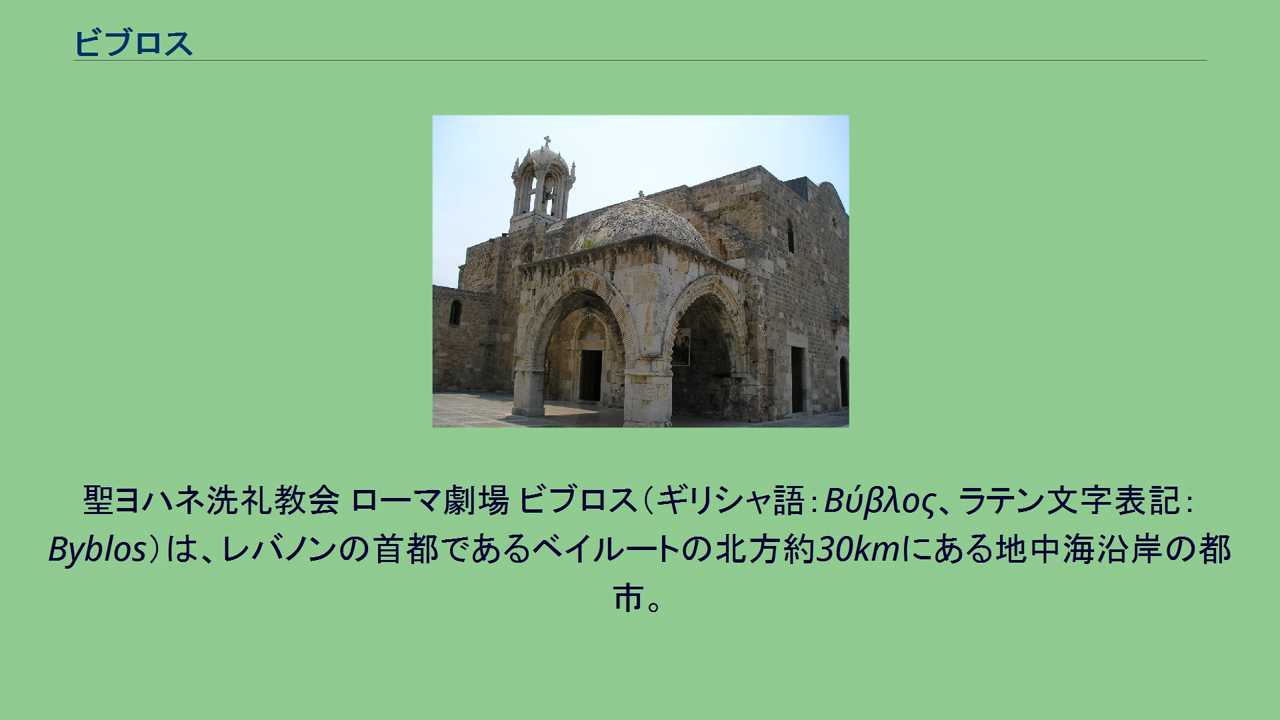 ビブロス
聖ヨハネ洗礼教会 ローマ劇場 ビブロス（ギリシャ語：Βύβλος、ラテン文字表記：
Byblos）は、レバノンの首都であるベイルートの北方約30kmにある地中海沿岸の都
市。